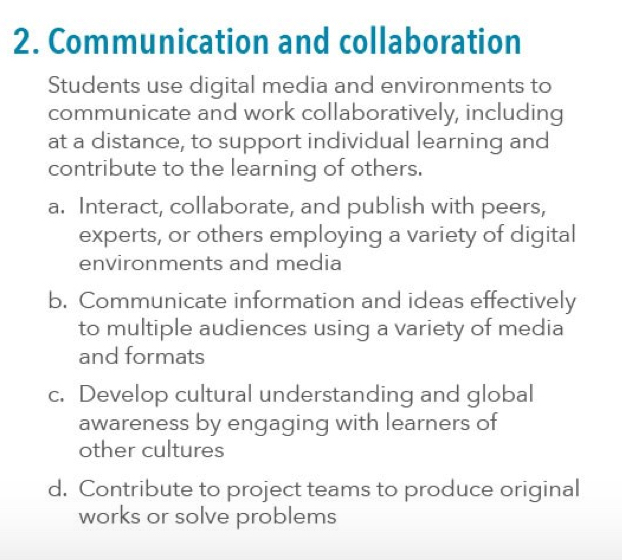 2. Communication and collaboration
Students use digital media and environments to
communicate and work collaboratively, including
at a distance, to support individual learning and
contribute to the learning of others.
a. Interact, collaborate, and publish with peers,
experts, or others employing a variety of digital
environments and media
b. Communicate information and ideas effectively
to multiple audiences using a variety of media
and formats
c. Develop cultural understanding and global
awareness by engaging with learners of
other cultures
d. Contribute to project teams to produce original
works or solve problems